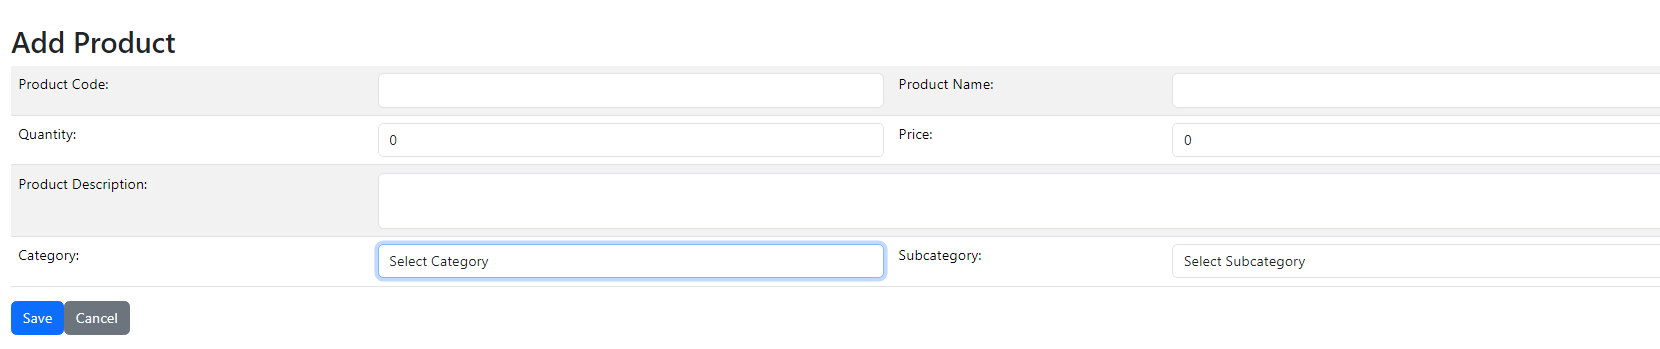 Add Product
Product Code:
Product Name:
Quantity:
0
Price:
0
Product Description:
Category:
Select Category
Subcategory:
Select Subcategory
Save
Cancel